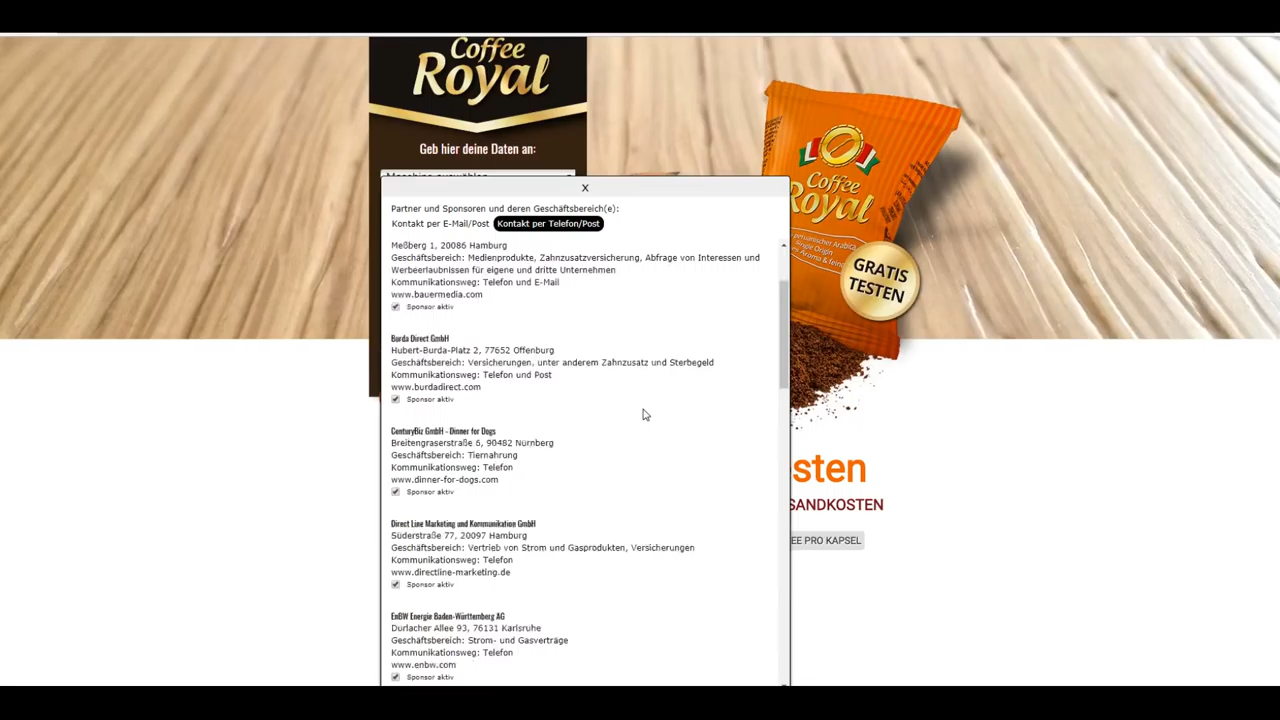 Coffee
Royal
Geb hier deine Daten an:
X
Partner und Sponsoren und deren Geschäftsbereich(e):
Kontakt per E-Mail/Post Kontakt per Telefon/Post
Meßberg 1, 20086 Hamburg
Geschäftsbereich: Medienprodukte, Zahnzusatzversicherung, Abfrage von Interessen und
Werbeerlaubnissen für eigene und dritte Unternehmen
Kommunikationsweg: Telefon und E-Mail
www.bauermedia.com
Sponsor aktiv
Burda Direct GmbH
Hubert-Burda-Platz 2, 77652 Offenburg
Geschäftsbereich: Versicherungen, unter anderem Zahnzusatz und Sterbegeld
Kommunikationsweg: Telefon und Post
www.burdadirect.com
Sponsor aktiv
CenturyBiz GmbH - Dinner for Dogs
Breitengraserstraße 6, 90482 Nürnberg
Geschäftsbereich: Tiernahrung
Kommunikationsweg: Telefon
www.dinner-for-dogs.com
Sponsor aktiv
Direct Line Marketing und Kommunikation GmbH
Süderstraße 77, 20097 Hamburg
Geschäftsbereich: Vertrieb von Strom und Gasprodukten, Versicherungen
Kommunikationsweg: Telefon
www.directline-marketing.de
Sponsor aktiv
EnBW Energie Baden-Württemberg AG
Durlacher Allee 93, 76131 Karlsruhe
Geschäftsbereich: Strom- und Gasverträge
Kommunikationsweg: Telefon
www.enbw.com
Sponsor aktiv
Coffee
Royal
peruanischer Arabica
Single Origin
GRATIS
TESTEN
sten
SANDKOSTEN
EE PRO KAPSEL